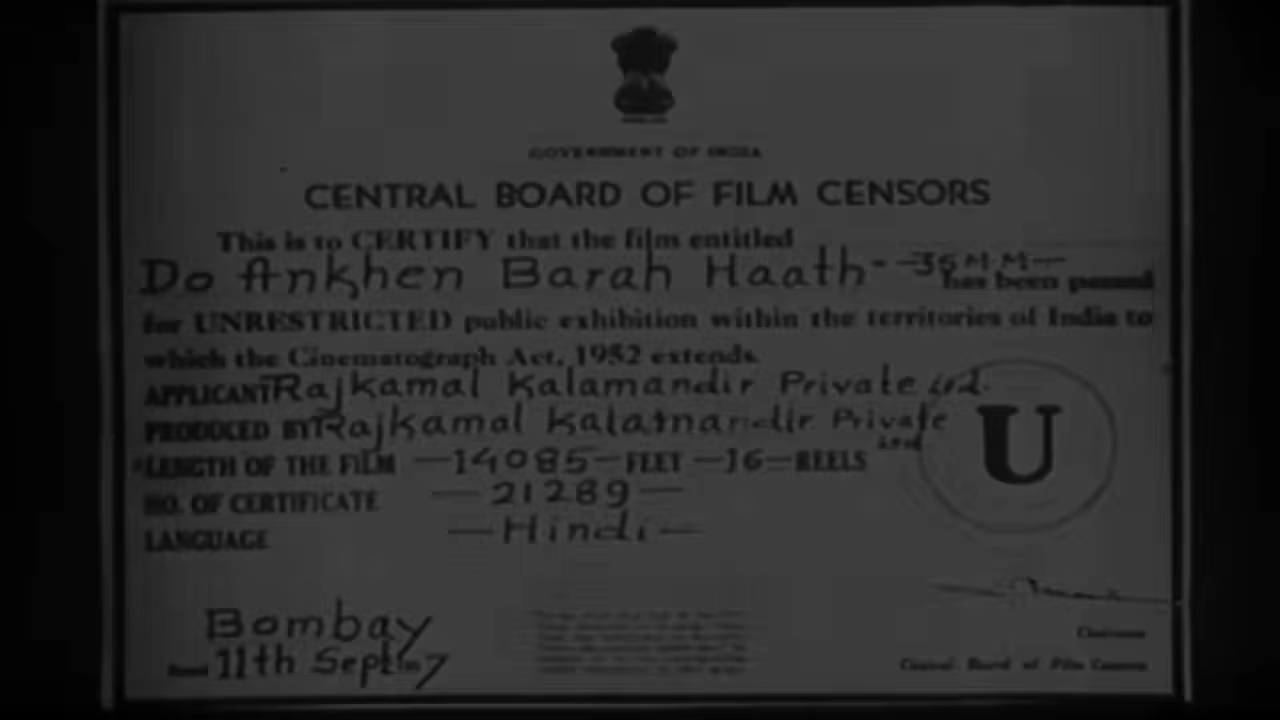 GOVERNMENT OF INDIA
CENTRAL BOARD OF FILM CENSORS
This is to CERTIFY that the film entitled
Do Ankhen Barah Haath - 35 M.M —
has been passed
for UNRESTRICTED public exhibition within the territories of India to
which the Cinematograph Act, 1952 extends.
APPLICANT Rajkamal Kalamandir Private Ltd.
PRODUCED BY Rajkamal Kalamandir Private Ltd
LENGTH OF THE FILM — 14085 — FEET — 16 — REELS
U
NO. OF CERTIFICATE — 21289 —
LANGUAGE — Hindi —
Bombay
Dated 11th Sept 7
Chairman
Central Board of Film Censors